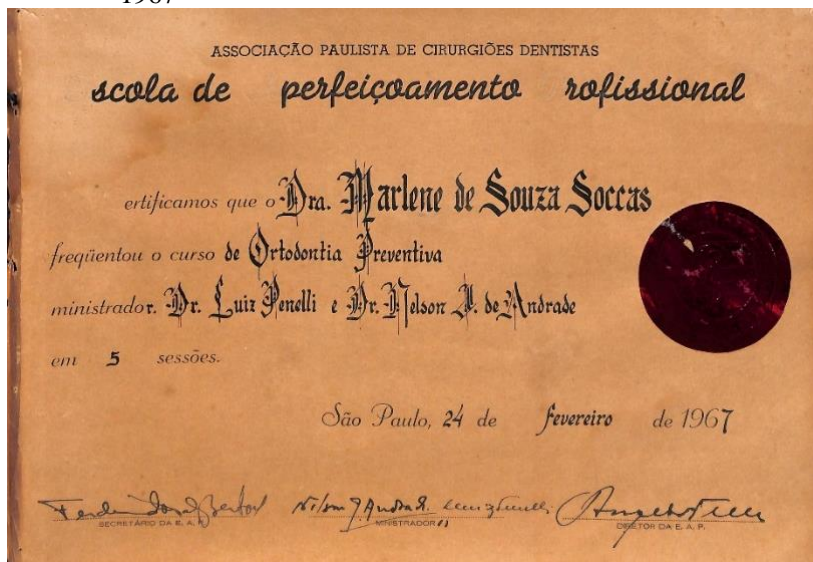 1967
ASSOCIAÇÃO PAULISTA DE CIRURGIÕES DENTISTAS
scola de perfeiçoamento rofissional
ertificamos que o Dra. Marlene de Souza Soccas
freqüentou o curso de Ortodontia Preventiva
ministrador. Dr. Luiz Penelli e Dr. Nelson A. de Andrade
em 5 sessões.
São Paulo, 24 de fevereiro de 1967
SECRETÁRIO DA E. A. P.
MINISTRADOR
DIRETOR DA E. A. P.